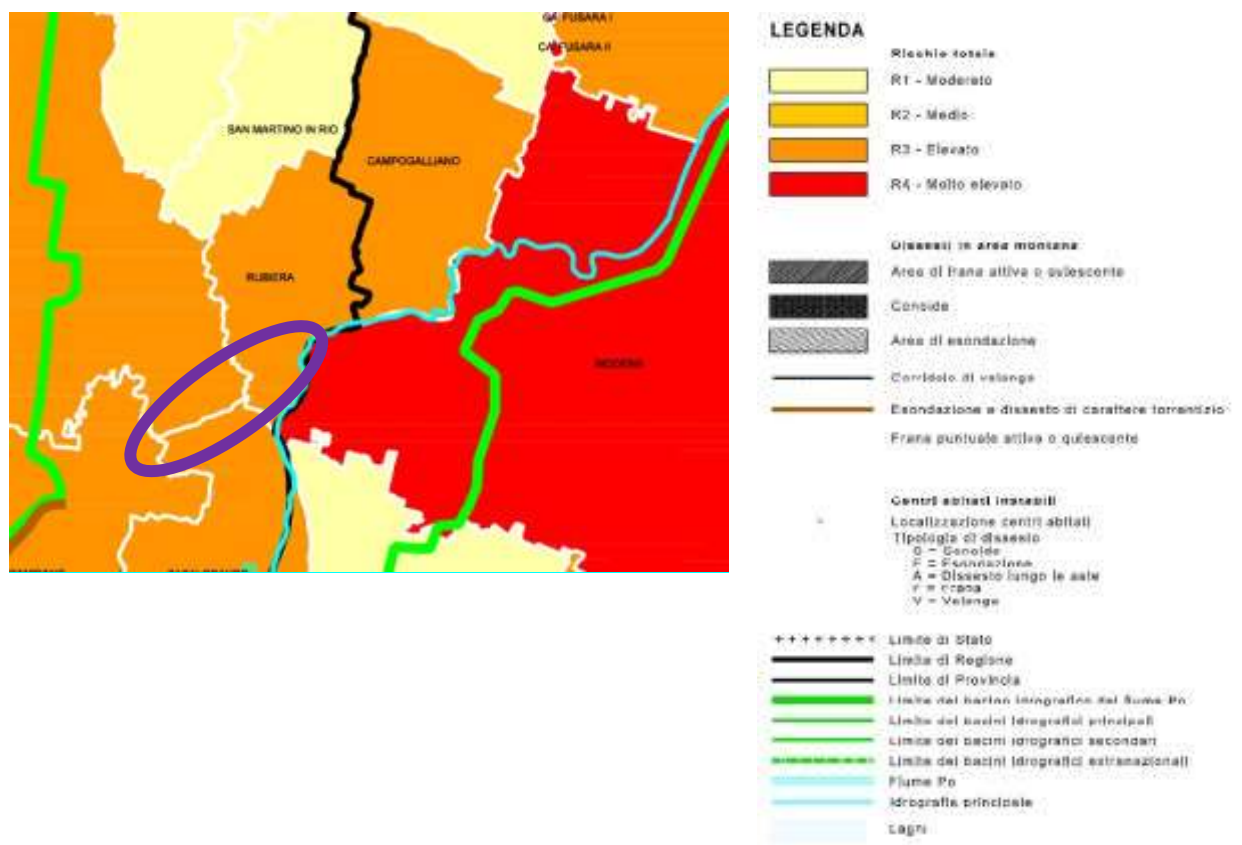 CA' FUSARA I
CA' FUSARA II
SAN MARTINO IN RIO
CAMPOGALLIANO
RUBIERA
MODENA
LEGENDA
Rischio totale
R1 - Moderato
R2 - Medio
R3 - Elevato
R4 - Molto elevato
Dissesti in area montana
Area di frana attiva o quiescente
Conoide
Area di esondazione
Corridoio di valanga
Esondazione e dissesto di carattere torrentizio
Frana puntuale attiva o quiescente
Centri abitati instabili
Localizzazione centri abitati
Tipologia di dissesto
C = Conoide
E = Esondazione
A = Dissesto lungo le aste
F = Frana
V = Valanga
Limite di Stato
Limite di Regione
Limite di Provincia
Limite del bacino idrografico del fiume Po
Limite dei bacini idrografici principali
Limite dei bacini idrografici secondari
Limite dei bacini idrografici extranazionali
Fiume Po
Idrografia principale
Laghi